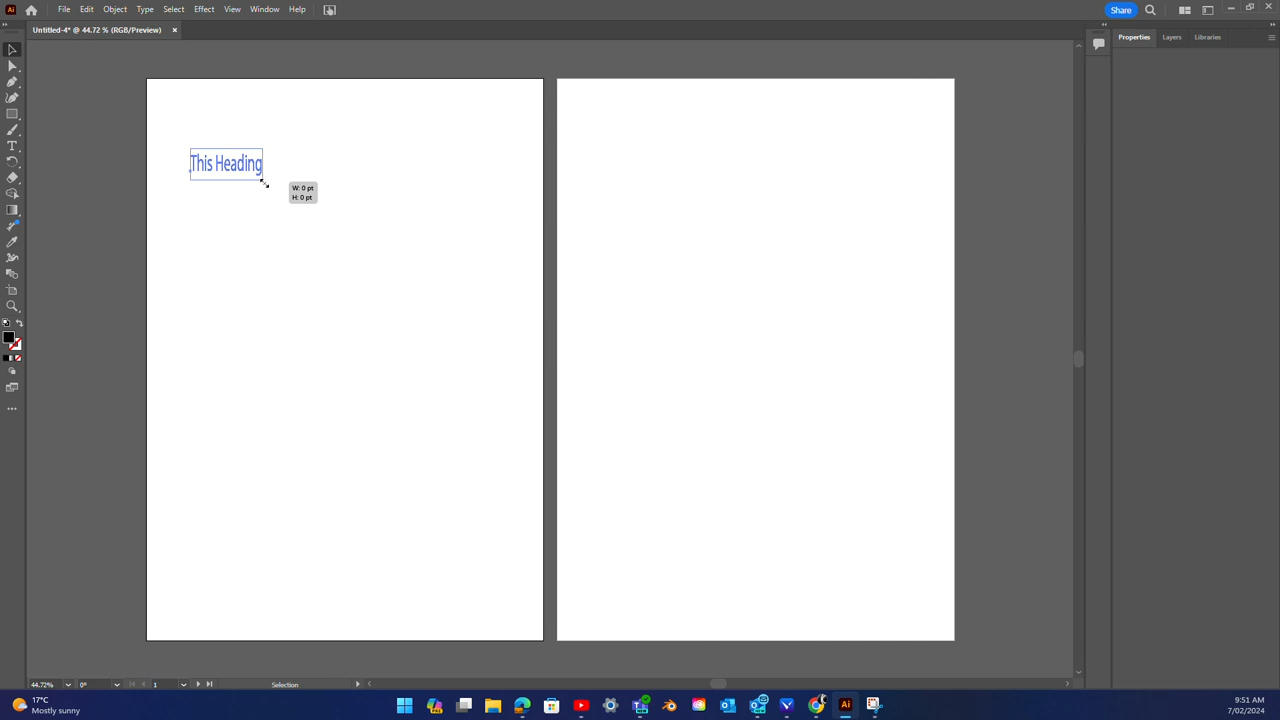 Ai File Edit Object Type Select Effect View Window Help Share
Untitled-4* @ 44.72 % (RGB/Preview) ×
Properties Layers Libraries
This Heading
W: 0 pt
H: 0 pt
44.72% 0° 1 Selection
17°C
Mostly sunny
Ai
9:51 AM
7/02/2024